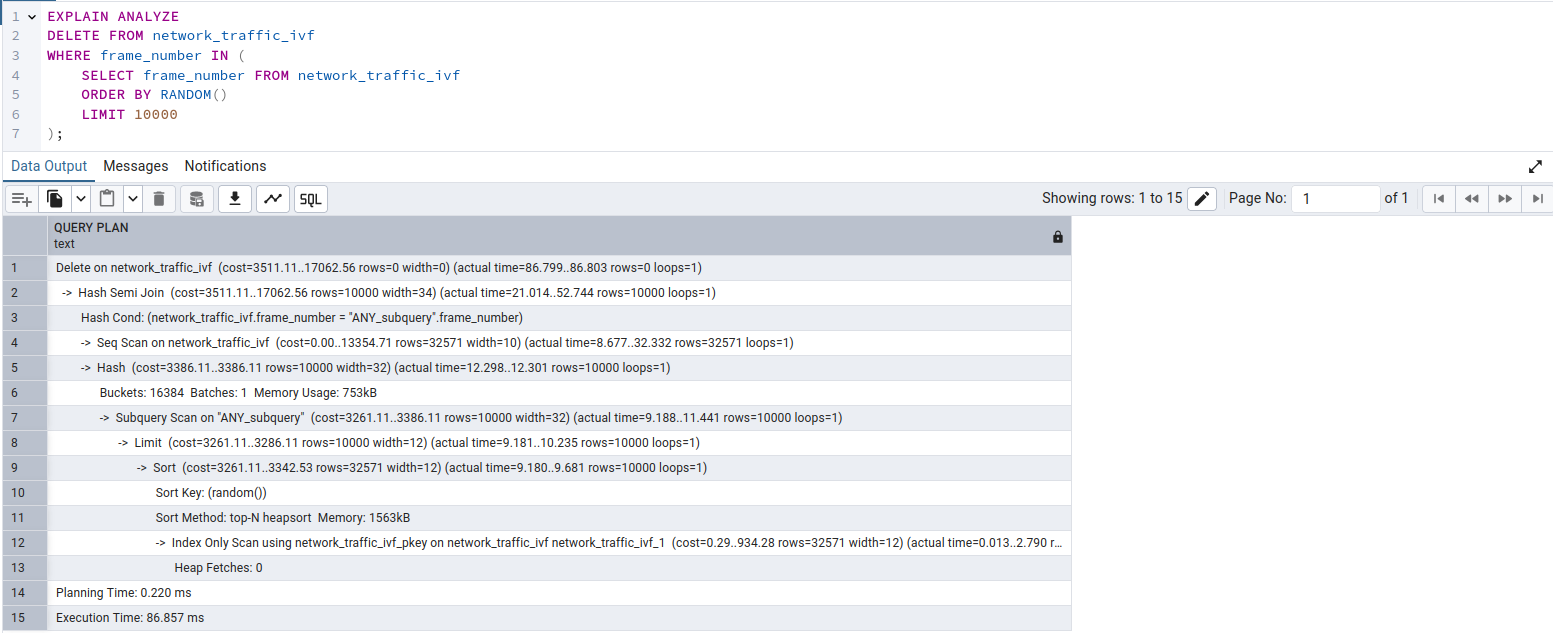 1 EXPLAIN ANALYZE
2 DELETE FROM network_traffic_ivf
3 WHERE frame_number IN (
4 SELECT frame_number FROM network_traffic_ivf
5 ORDER BY RANDOM()
6 LIMIT 10000
7 );
Data Output Messages Notifications
SQL Showing rows: 1 to 15 Page No: 1 of 1
QUERY PLAN
text
1 Delete on network_traffic_ivf (cost=3511.11..17062.56 rows=0 width=0) (actual time=86.799..86.803 rows=0 loops=1)
2 -> Hash Semi Join (cost=3511.11..17062.56 rows=10000 width=34) (actual time=21.014..52.744 rows=10000 loops=1)
3 Hash Cond: (network_traffic_ivf.frame_number = "ANY_subquery".frame_number)
4 -> Seq Scan on network_traffic_ivf (cost=0.00..13354.71 rows=32571 width=10) (actual time=8.677..32.332 rows=32571 loops=1)
5 -> Hash (cost=3386.11..3386.11 rows=10000 width=32) (actual time=12.298..12.301 rows=10000 loops=1)
6 Buckets: 16384 Batches: 1 Memory Usage: 753kB
7 -> Subquery Scan on "ANY_subquery" (cost=3261.11..3386.11 rows=10000 width=32) (actual time=9.188..11.441 rows=10000 loops=1)
8 -> Limit (cost=3261.11..3286.11 rows=10000 width=12) (actual time=9.181..10.235 rows=10000 loops=1)
9 -> Sort (cost=3261.11..3342.53 rows=32571 width=12) (actual time=9.180..9.681 rows=10000 loops=1)
10 Sort Key: (random())
11 Sort Method: top-N heapsort Memory: 1563kB
12 -> Index Only Scan using network_traffic_ivf_pkey on network_traffic_ivf network_traffic_ivf_1 (cost=0.29..934.28 rows=32571 width=12) (actual time=0.013..2.790 r...
13 Heap Fetches: 0
14 Planning Time: 0.220 ms
15 Execution Time: 86.857 ms